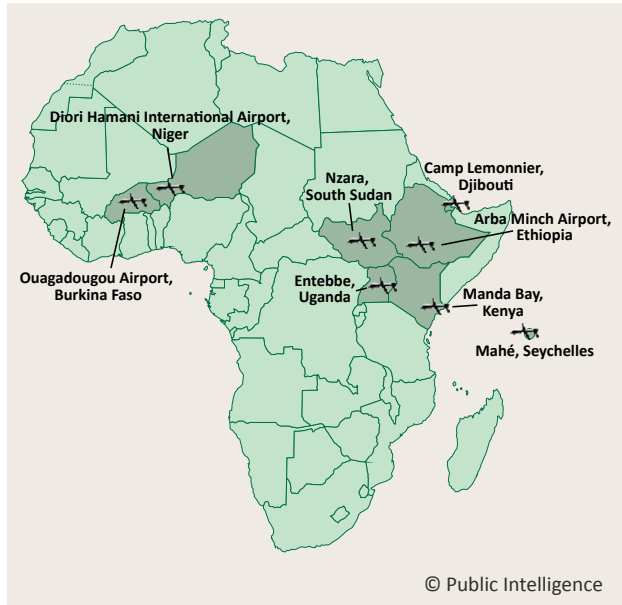 Diori Hamani International Airport,
Niger
Nzara,
South Sudan
Camp Lemonnier,
Djibouti
Arba Minch Airport,
Ethiopia
Ouagadougou Airport,
Burkina Faso
Entebbe,
Uganda
Manda Bay,
Kenya
Mahé, Seychelles
© Public Intelligence